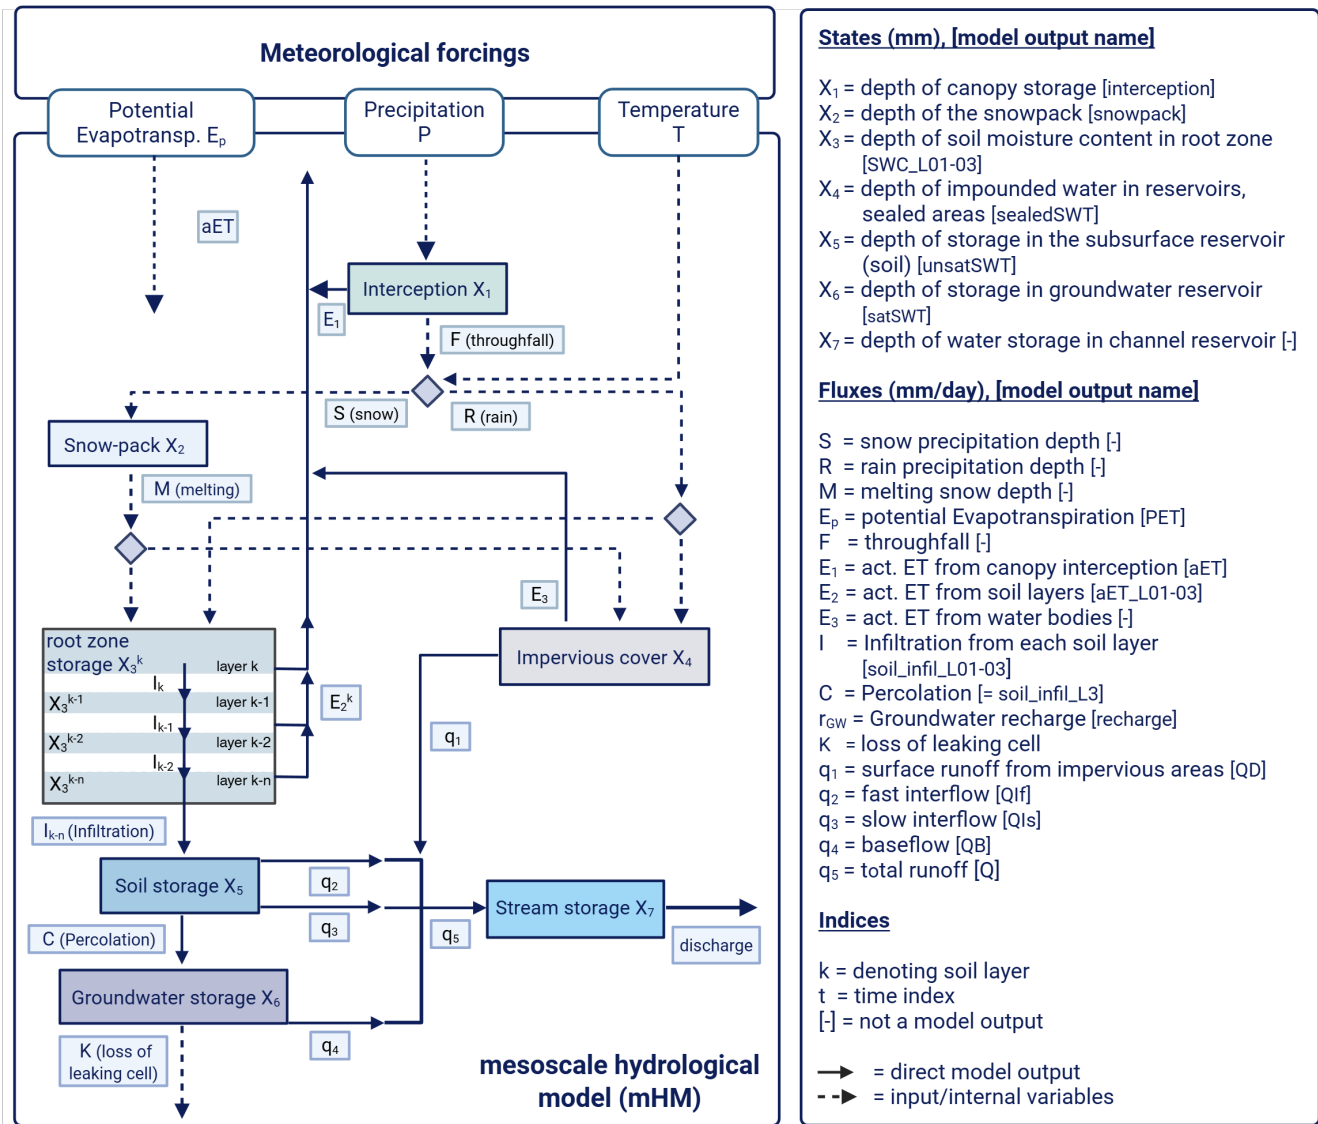 Meteorological forcings
Potential
Evapotransp. Eₚ
Precipitation
P
Temperature
T
aET
Interception X₁
E₁
F (throughfall)
S (snow)
R (rain)
Snow-pack X₂
M (melting)
E₃
root zone
storage X₃ᵏ
layer k
Iₖ
X₃ᵏ⁻¹
layer k-1
E₂ᵏ
Iₖ₋₁
X₃ᵏ⁻²
layer k-2
Iₖ₋₂
X₃ᵏ⁻ⁿ
layer k-n
Impervious cover X₄
q₁
Iₖ₋ₙ (Infiltration)
Soil storage X₅
q₂
q₃
q₅
Stream storage X₇
discharge
C (Percolation)
Groundwater storage X₆
q₄
K (loss of
leaking cell)
mesoscale hydrological
model (mHM)
States (mm), [model output name]
X₁ = depth of canopy storage [interception]
X₂ = depth of the snowpack [snowpack]
X₃ = depth of soil moisture content in root zone
[SWC_L01-03]
X₄ = depth of impounded water in reservoirs,
sealed areas [sealedSWT]
X₅ = depth of storage in the subsurface reservoir
(soil) [unsatSWT]
X₆ = depth of storage in groundwater reservoir
[satSWT]
X₇ = depth of water storage in channel reservoir [-]
Fluxes (mm/day), [model output name]
S = snow precipitation depth [-]
R = rain precipitation depth [-]
M = melting snow depth [-]
Eₚ = potential Evapotranspiration [PET]
F = throughfall [-]
E₁ = act. ET from canopy interception [aET]
E₂ = act. ET from soil layers [aET_L01-03]
E₃ = act. ET from water bodies [-]
I = Infiltration from each soil layer
[soil_infil_L01-03]
C = Percolation [= soil_infil_L3]
r_GW = Groundwater recharge [recharge]
K = loss of leaking cell
q₁ = surface runoff from impervious areas [QD]
q₂ = fast interflow [QIf]
q₃ = slow interflow [QIs]
q₄ = baseflow [QB]
q₅ = total runoff [Q]
Indices
k = denoting soil layer
t = time index
[-] = not a model output
= direct model output
= input/internal variables